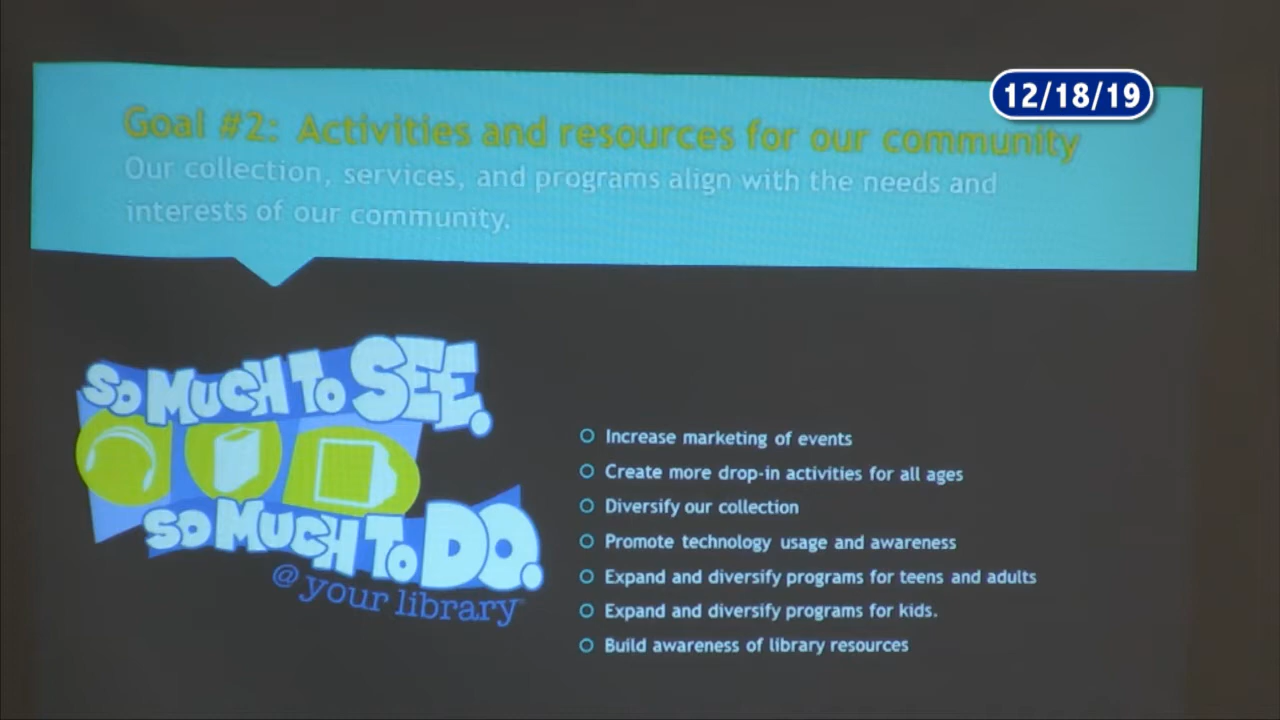 12/18/19
Goal #2: Activities and resources for our community
Our collection, services, and programs align with the needs and
interests of our community.
SO MUCH TO SEE.
SO MUCH TO DO.
@ your library
Increase marketing of events
Create more drop-in activities for all ages
Diversify our collection
Promote technology usage and awareness
Expand and diversify programs for teens and adults
Expand and diversify programs for kids.
Build awareness of library resources